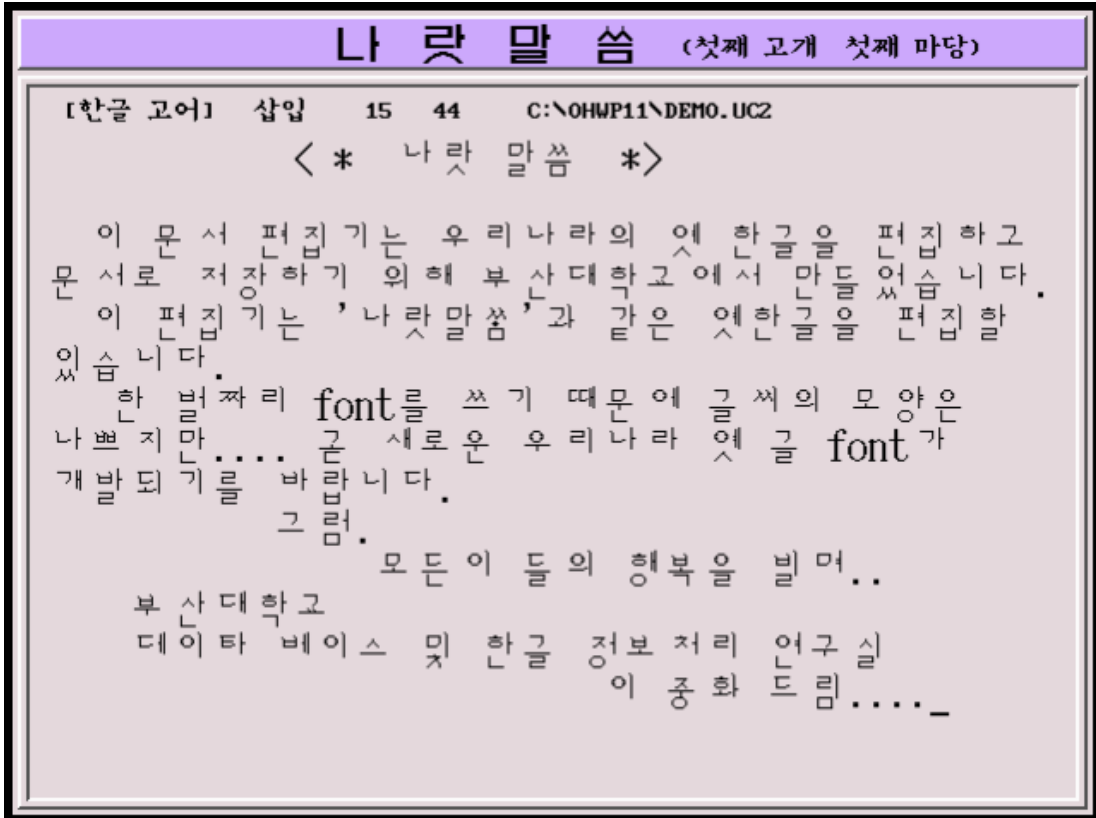 나 랏 말 씀 (첫째 고개 첫째 마당)
[한글 고어] 삽입 15 44 C:\OHWP11\DEMO.UC2
<* 나랏 말씀 *>
이 문서 편집기는 우리나라의 옛 한글을 편집하고
문서로 저장하기 위해 부산대학교에서 만들었습니다.
이 편집기는 '나랏말ᄊᆞᆷ'과 같은 옛한글을 편집할
있습니다.
한 벌짜리 font를 쓰기 때문에 글씨의 모양은
나쁘지만.... 곧 새로운 우리나라 옛 글 font가
개발되기를 바랍니다.
그럼.
모든이 들의 행복을 빌며..
부산대학교
데이타 베이스 및 한글 정보처리 연구실
이 중화 드림...._